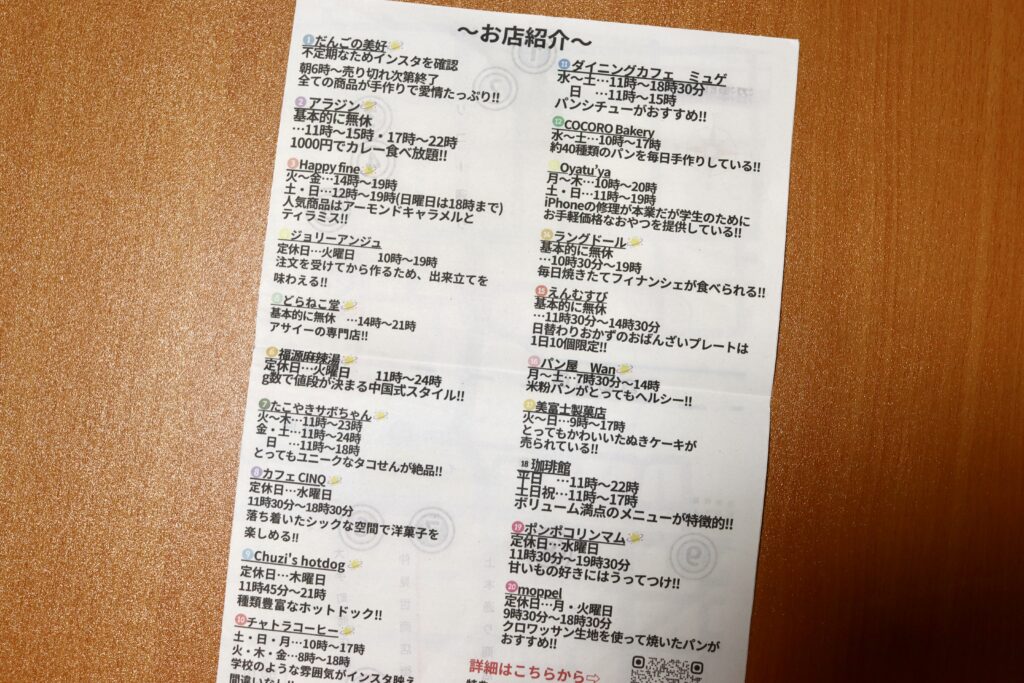 ～お店紹介～
1 だんごの美好
不定期なためインスタを確認
朝6時～売り切れ次第終了
全ての商品が手作りで愛情たっぷり!!
2 アラジン
基本的に無休
…11時～15時・17時～22時
1000円でカレー食べ放題!!
3 Happy fine
火～金…14時～19時
土・日…12時～19時(日曜日は18時まで)
人気商品はアーモンドキャラメルと
ティラミス!!
ジョリーアンジュ
定休日…火曜日 10時～19時
注文を受けてから作るため、出来立てを
味わえる!!
5 どらねこ堂
基本的に無休 …14時～21時
アサイーの専門店!!
6 福源麻辣湯
定休日…火曜日 11時～24時
g数で値段が決まる中国式スタイル!!
7 たこやきサボちゃん
火～木…11時～23時
金・土…11時～24時
日 …11時～18時
とってもユニークなタコせんが絶品!!
8 カフェ CINQ
定休日…水曜日
11時30分～18時30分
落ち着いたシックな空間で洋菓子を
楽しめる!!
9 Chuzi's hotdog
定休日…木曜日
11時45分～21時
種類豊富なホットドック!!
10 チャトラコーヒー
土・日・月…10時～17時
火・木・金…8時～18時
学校のような雰囲気がインスタ映え
間違いなし!!
11 ダイニングカフェ ミュゲ
水～土…11時～18時30分
日 …11時～15時
パンシチューがおすすめ!!
12 COCORO Bakery
水～土…10時～17時
約40種類のパンを毎日手作りしている!!
Oyatu'ya
月～木…10時～20時
土・日…11時～19時
iPhoneの修理が本業だが学生のために
お手軽価格なおやつを提供している!!
14 ラングドール
基本的に無休
…10時30分～19時
毎日焼きたてフィナンシェが食べられる!!
15 えんむすび
基本的に無休
…11時30分～14時30分
日替わりおかずのおばんざいプレートは
1日10個限定!!
16 パン屋 Wan
月～土…7時30分～14時
米粉パンがとってもヘルシー!!
17 美富士製菓店
火～日…9時～17時
とってもかわいいたぬきケーキが
売られている!!
18 珈琲館
平日 …11時～22時
土日祝…11時～17時
ボリューム満点のメニューが特徴的!!
19 ポンポコリンマム
定休日…水曜日
11時30分～19時30分
甘いもの好きにはうってつけ!!
20 moppel
定休日…月・火曜日
9時30分～18時30分
クロワッサン生地を使って焼いたパンが
おすすめ!!
詳細はこちらから⇨